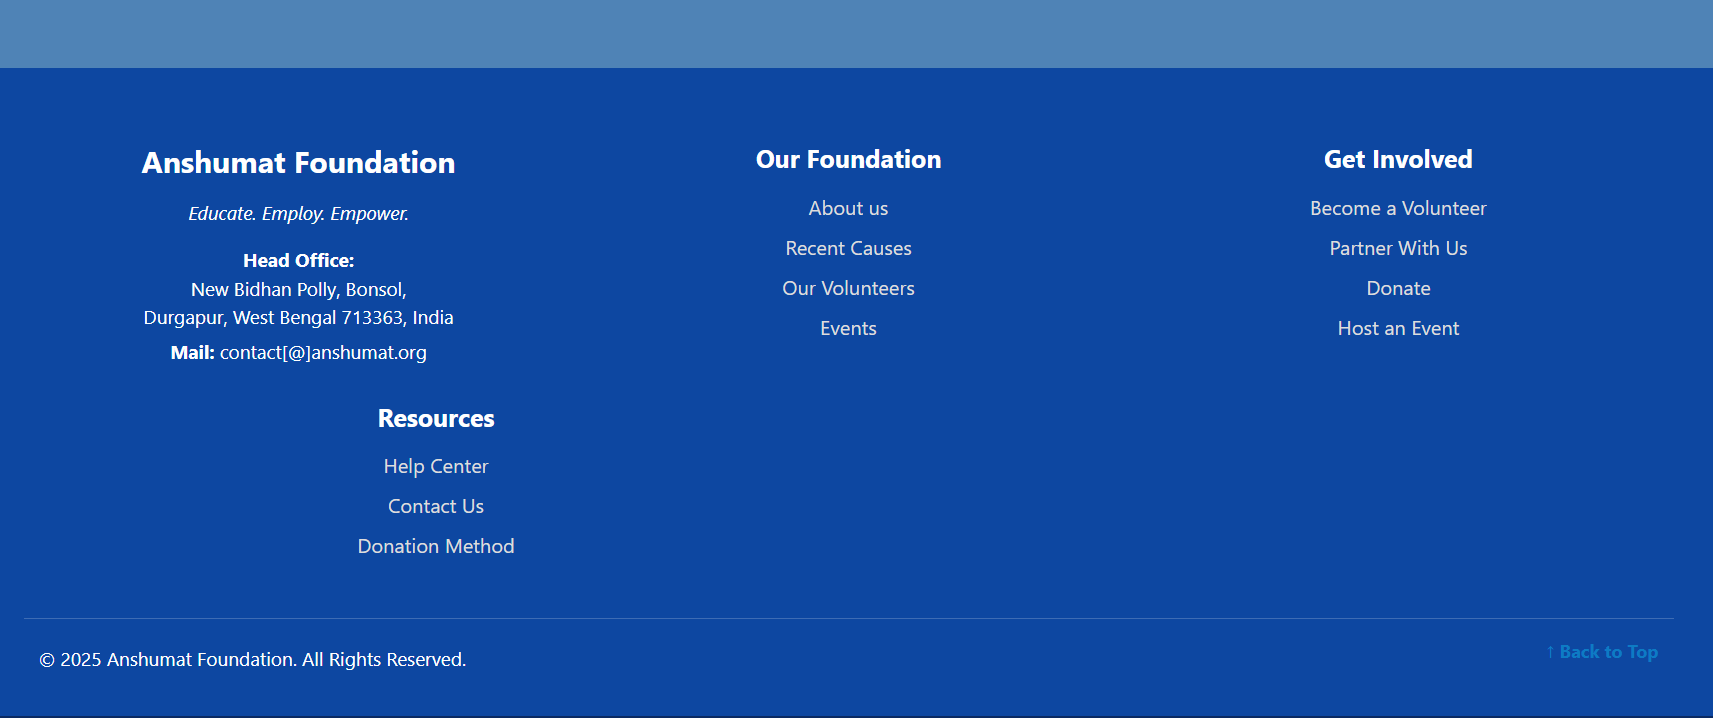 Anshumat Foundation
Educate. Employ. Empower.
Head Office:
New Bidhan Polly, Bonsol,
Durgapur, West Bengal 713363, India
Mail: contact[@]anshumat.org
Our Foundation
About us
Recent Causes
Our Volunteers
Events
Get Involved
Become a Volunteer
Partner With Us
Donate
Host an Event
Resources
Help Center
Contact Us
Donation Method
© 2025 Anshumat Foundation. All Rights Reserved.
↑ Back to Top